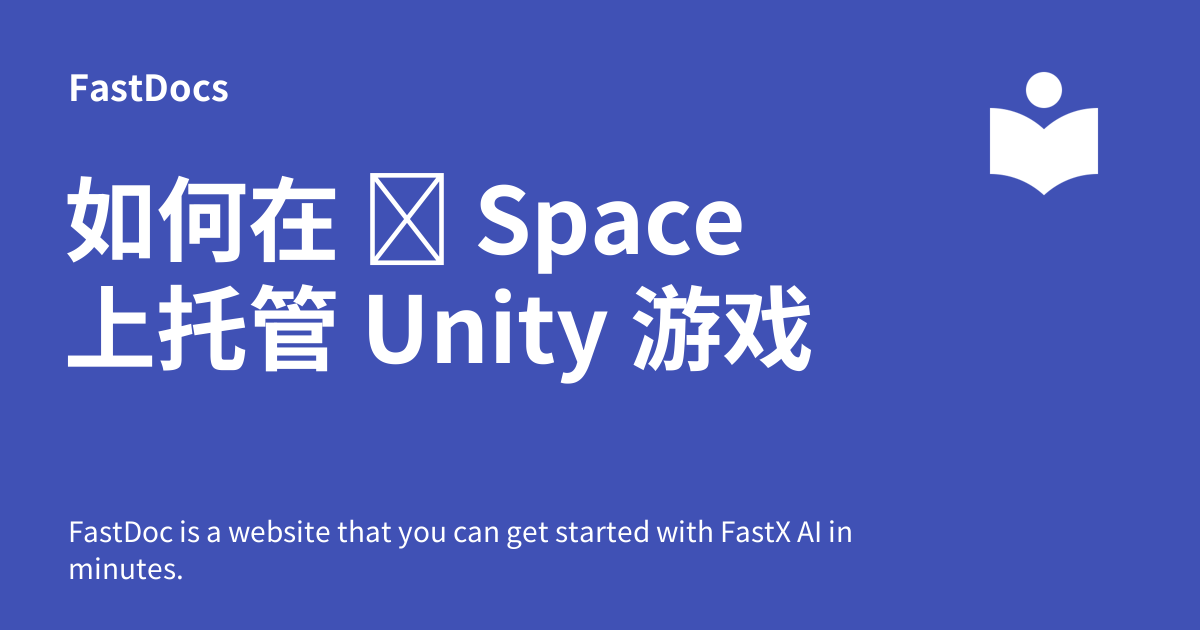 FastDocs
如何在 Space
上托管 Unity 游戏
FastDoc is a website that you can get started with FastX AI in
minutes.